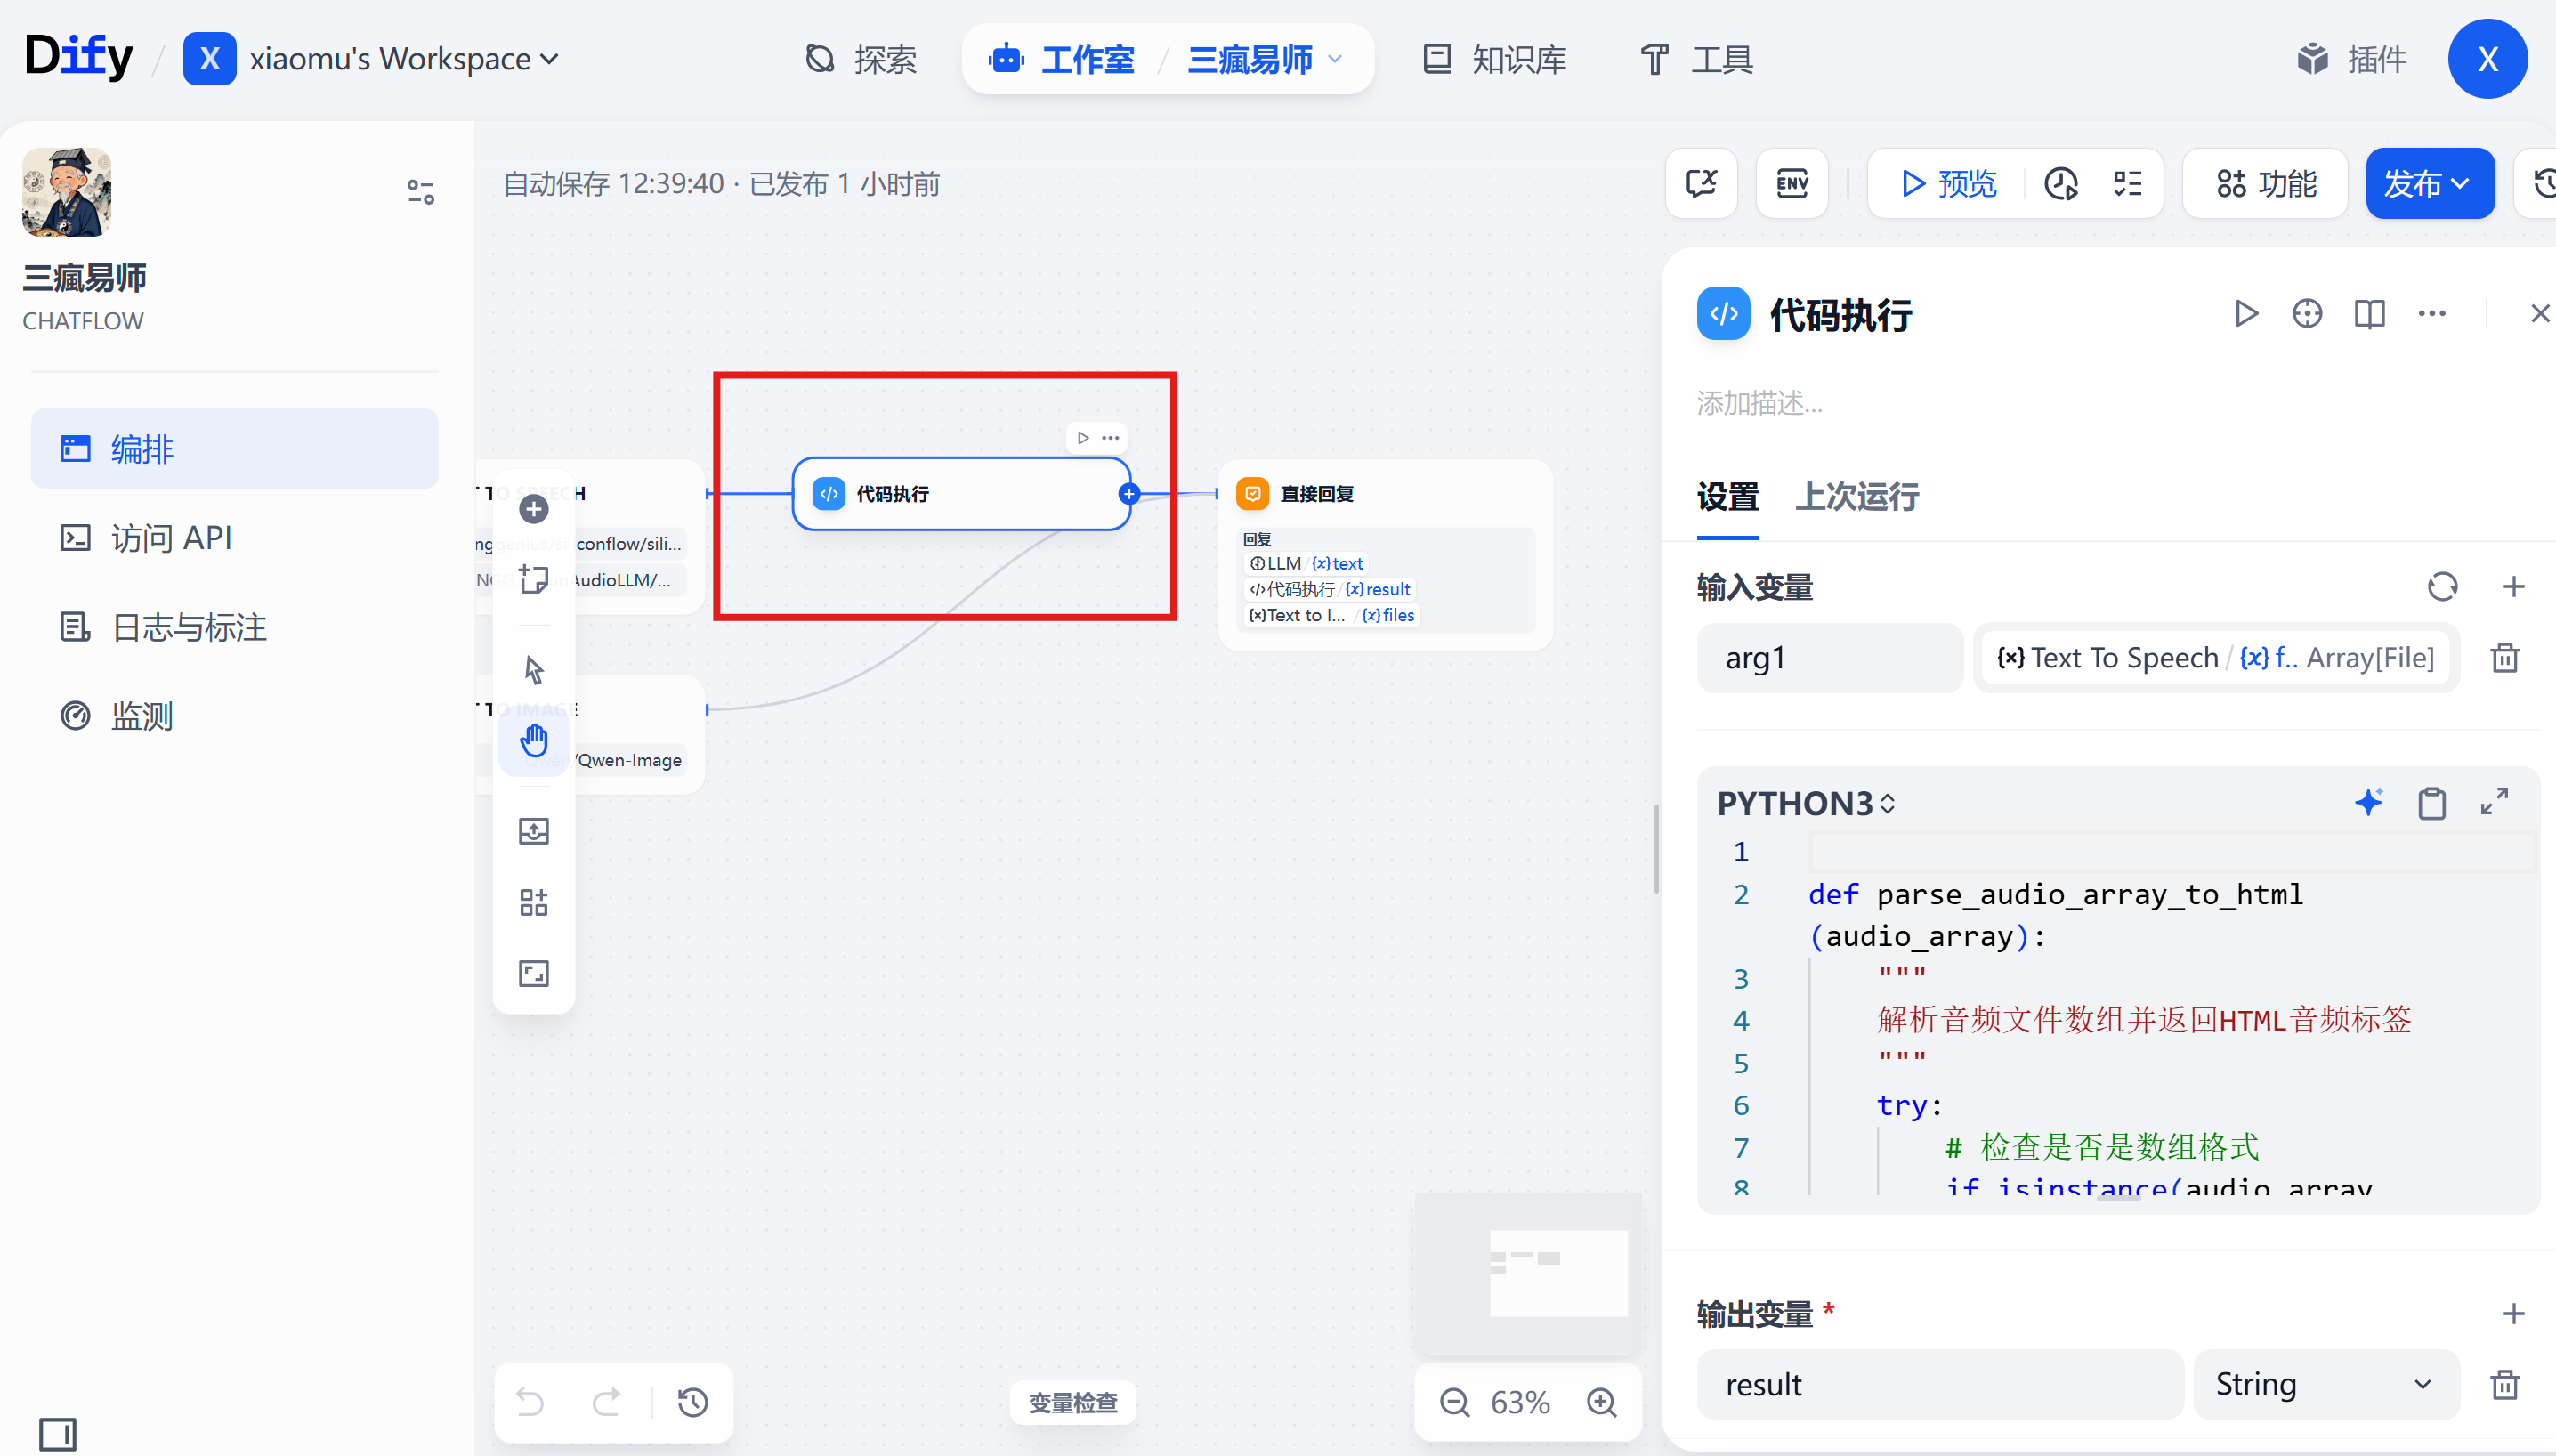 Dify / X xiaomu's Workspace
探索
工作室 / 三瘋易师
知识库
工具
插件
X
三瘋易师
CHATFLOW
编排
访问 API
日志与标注
监测
自动保存 12:39:40 · 已发布 1 小时前
ENV
预览
功能
发布
T TO SPEECH
conflow/sili...
AudioLLM/...
代码执行
直接回复
回复
LLM/{x}text
代码执行/{x}result
{x}Text to I... /{x}files
T TO IMAGE
Qwen/Qwen-Image
变量检查
63%
代码执行
添加描述...
设置
上次运行
输入变量
arg1
{x}Text To Speech/{x}f.. Array[File]
PYTHON3
1
2 def parse_audio_array_to_html
(audio_array):
3 """
4 解析音频文件数组并返回HTML音频标签
5 """
6 try:
7 # 检查是否是数组格式
8 if isinstance(audio_array
输出变量 *
result
String